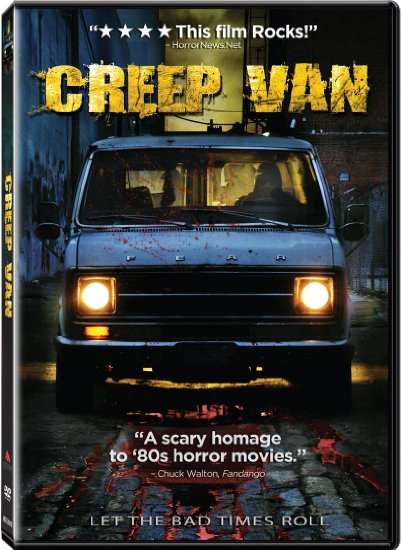 "★★★★ This film Rocks!"
– HorrorNews.Net
CREEP VAN
FEAR
"A scary homage
to '80s horror movies."
– Chuck Walton, Fandango
LET THE BAD TIMES ROLL
CREEP VAN
DVD